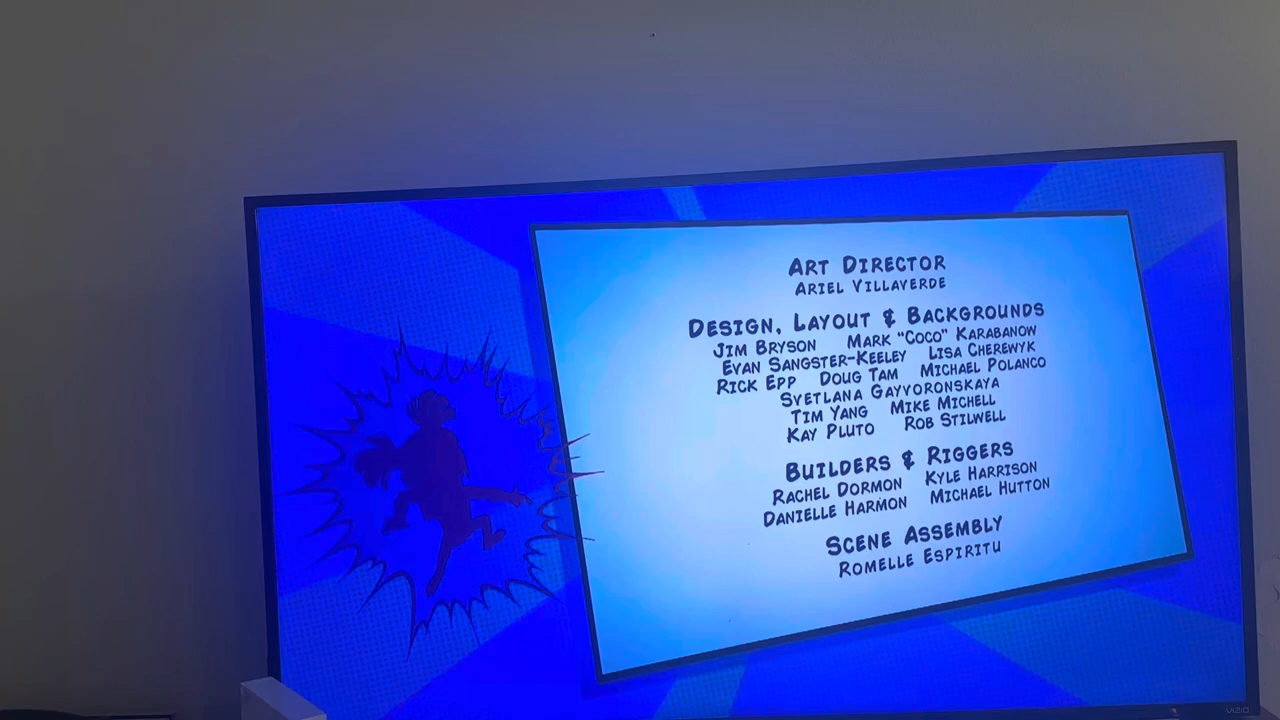 ART DIRECTOR
ARIEL VILLAVERDE
DESIGN, LAYOUT & BACKGROUNDS
JIM BRYSON MARK "COCO" KARABANOW
EVAN SANGSTER-KEELEY LISA CHEREWYK
RICK EPP DOUG TAM MICHAEL POLANCO
SVETLANA GAYVORONSKAYA
TIM YANG MIKE MICHELL
KAY PLUTO ROB STILWELL
BUILDERS & RIGGERS
RACHEL DORMON KYLE HARRISON
DANIELLE HARMON MICHAEL HUTTON
SCENE ASSEMBLY
ROMELLE ESPIRITU
VIZIO